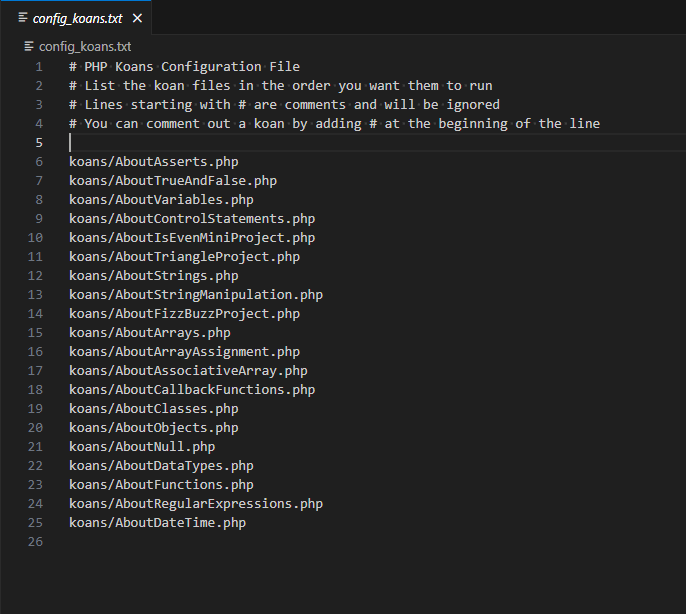 config_koans.txt
config_koans.txt
1 # PHP Koans Configuration File
2 # List the koan files in the order you want them to run
3 # Lines starting with # are comments and will be ignored
4 # You can comment out a koan by adding # at the beginning of the line
5
6 koans/AboutAsserts.php
7 koans/AboutTrueAndFalse.php
8 koans/AboutVariables.php
9 koans/AboutControlStatements.php
10 koans/AboutIsEvenMiniProject.php
11 koans/AboutTriangleProject.php
12 koans/AboutStrings.php
13 koans/AboutStringManipulation.php
14 koans/AboutFizzBuzzProject.php
15 koans/AboutArrays.php
16 koans/AboutArrayAssignment.php
17 koans/AboutAssociativeArray.php
18 koans/AboutCallbackFunctions.php
19 koans/AboutClasses.php
20 koans/AboutObjects.php
21 koans/AboutNull.php
22 koans/AboutDataTypes.php
23 koans/AboutFunctions.php
24 koans/AboutRegularExpressions.php
25 koans/AboutDateTime.php
26